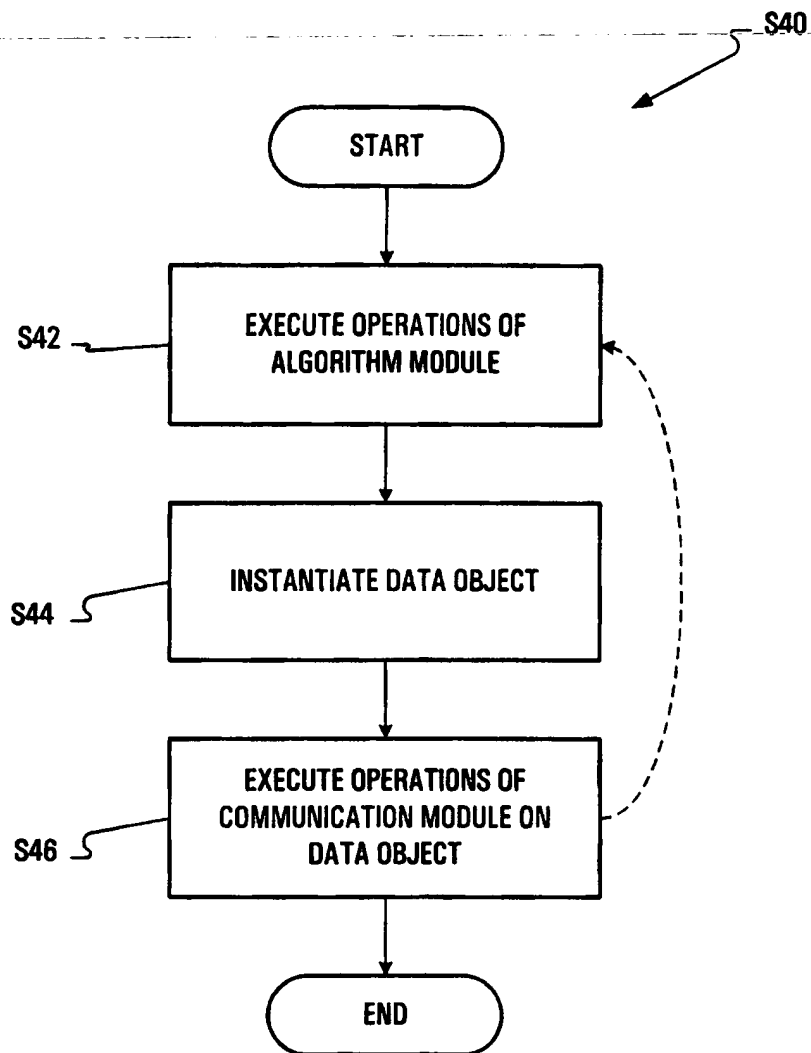 S40
START
S42
EXECUTE OPERATIONS OF
ALGORITHM MODULE
S44
INSTANTIATE DATA OBJECT
S46
EXECUTE OPERATIONS OF
COMMUNICATION MODULE ON
DATA OBJECT
END